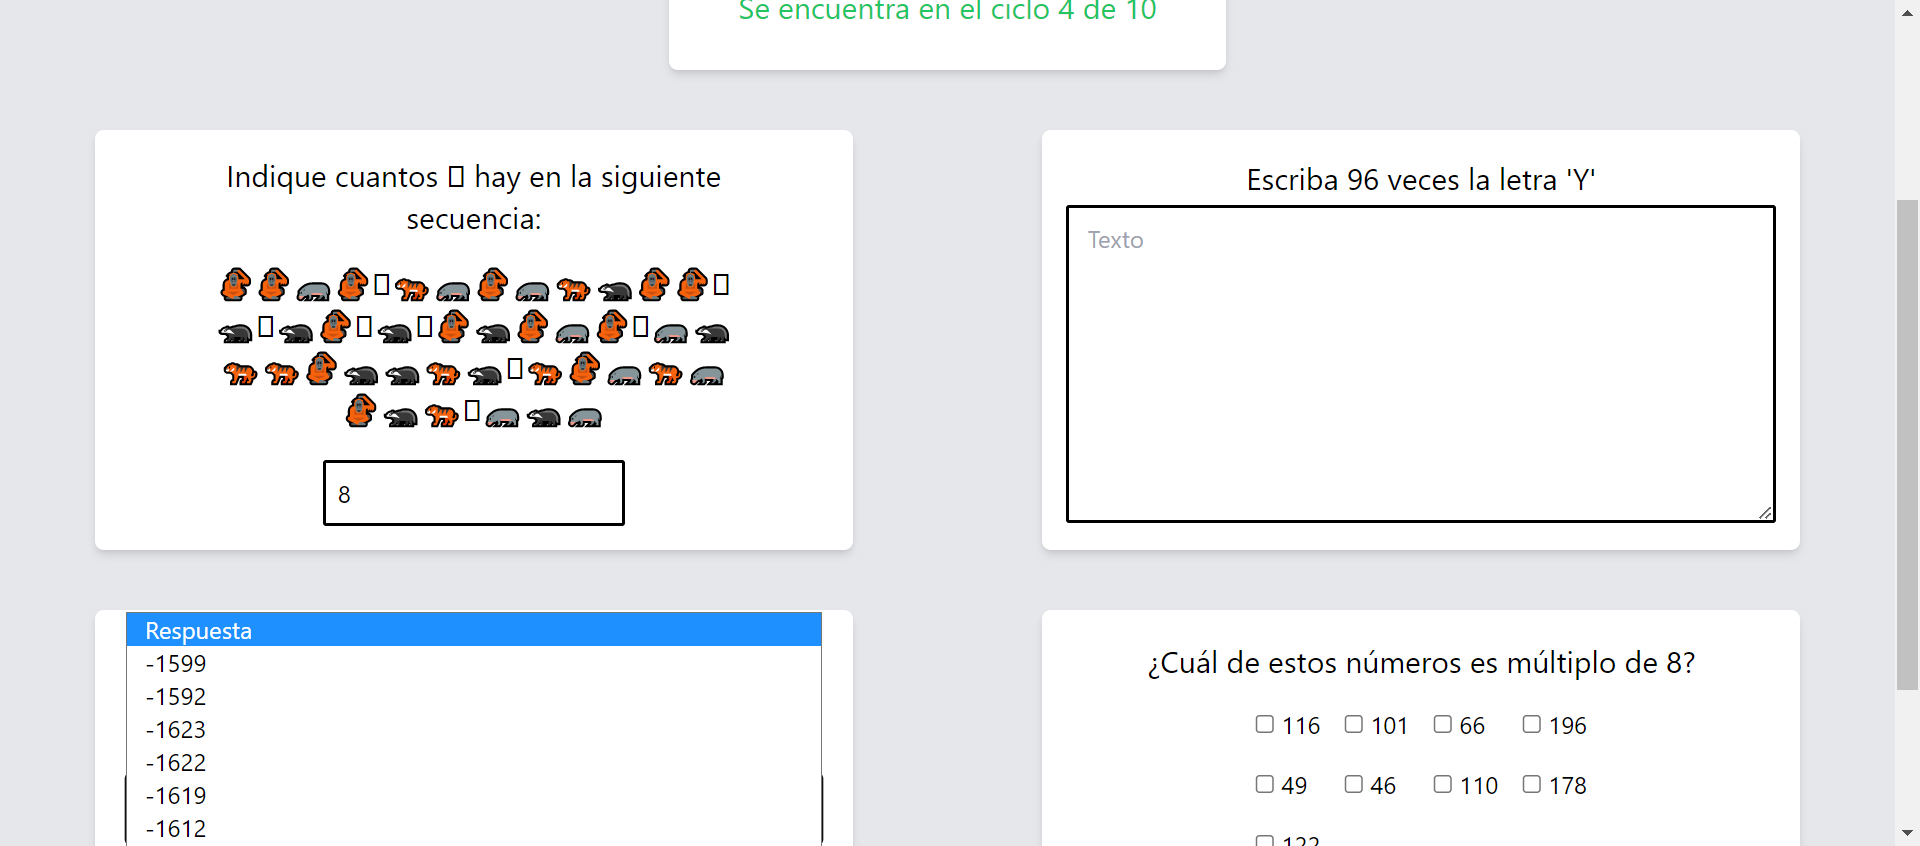 Se encuentra en el ciclo 4 de 10
Indique cuantos ▯ hay en la siguiente
secuencia:
🦧🦧🦛🦧▯🐅🦛🦧🦛🐅🦡🦧🦧▯
🦡▯🦡🦧▯🦡▯🦧🦡🦧🦛🦧▯🦛🦡
🐅🐅🦧🦡🦡🐅🦡▯🐅🦧🦛🐅🦛
🦧🦡🐅▯🦛🦡🦛
8
Escriba 96 veces la letra 'Y'
Texto
Respuesta
-1599
-1592
-1623
-1622
-1619
-1612
¿Cuál de estos números es múltiplo de 8?
116 101 66 196
49 46 110 178
122